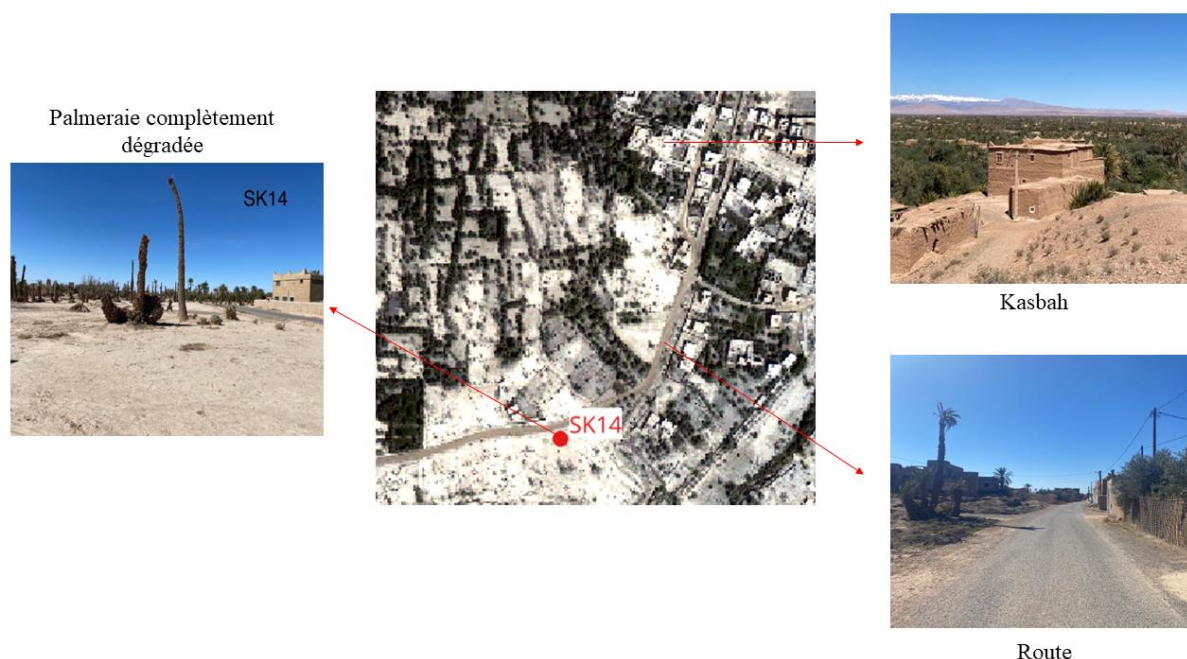 Palmeraie complètement
dégradée
SK14
SK14
Kasbah
Route